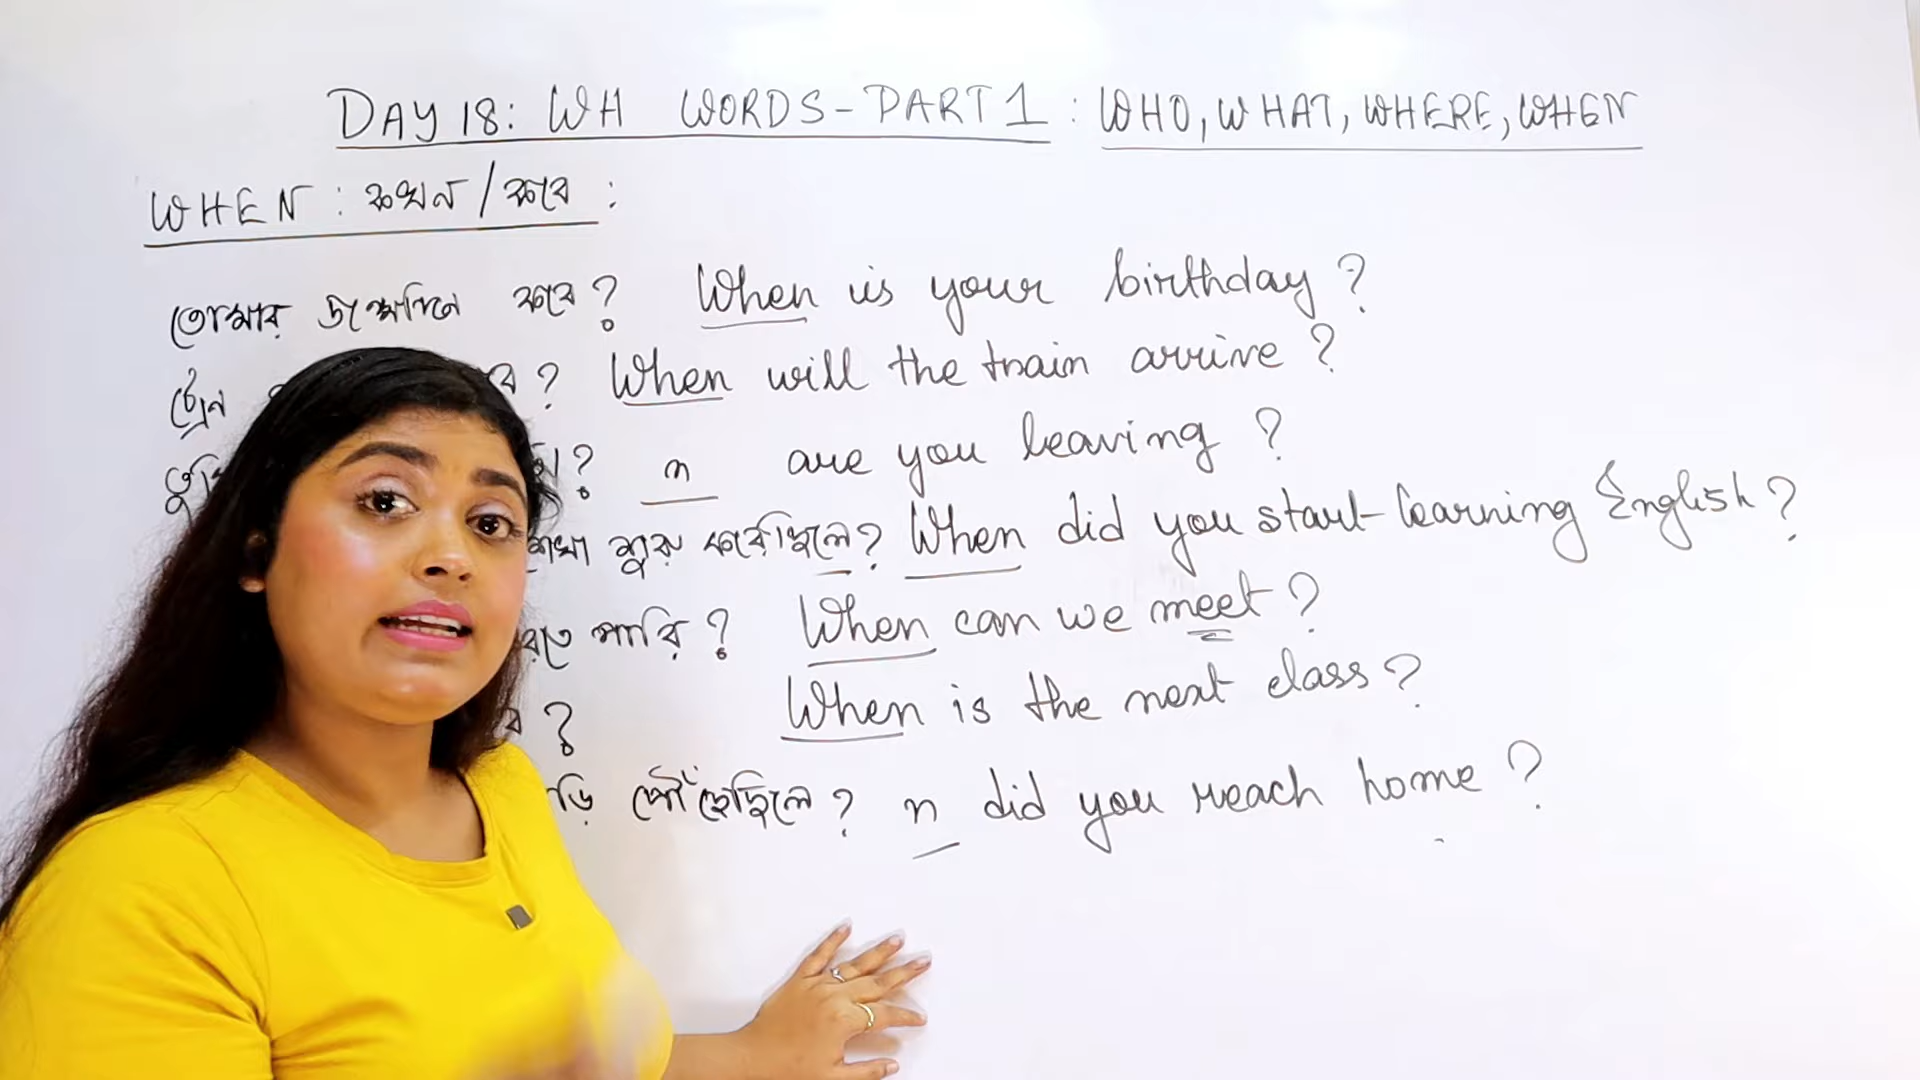 DAY 18: WH WORDS - PART 1 : WHO, WHAT, WHERE, WHEN
WHEN : কখন / কবে :
তোমার জন্মদিন কবে? When is your birthday?
ট্রেন বে? When will the train arrive?
তুমি ? " are you leaving?
শুরু করেছিলে? When did you start learning English?
রতে পারি? When can we meet?
? When is the next class?
ড়ি পৌঁছেছিলে? " did you reach home?